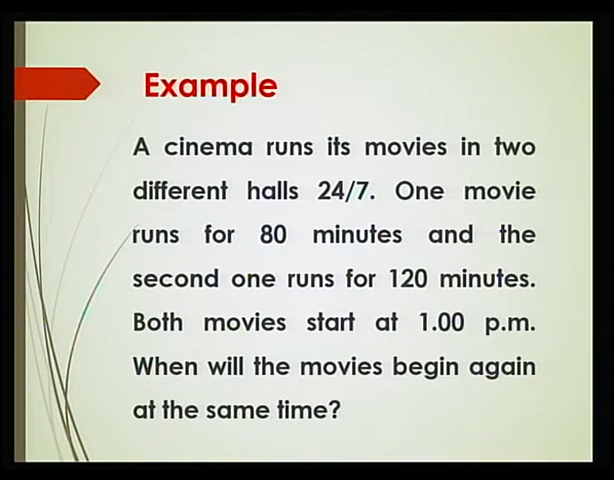 Example
A cinema runs its movies in two
different halls 24/7. One movie
runs for 80 minutes and the
second one runs for 120 minutes.
Both movies start at 1.00 p.m.
When will the movies begin again
at the same time?